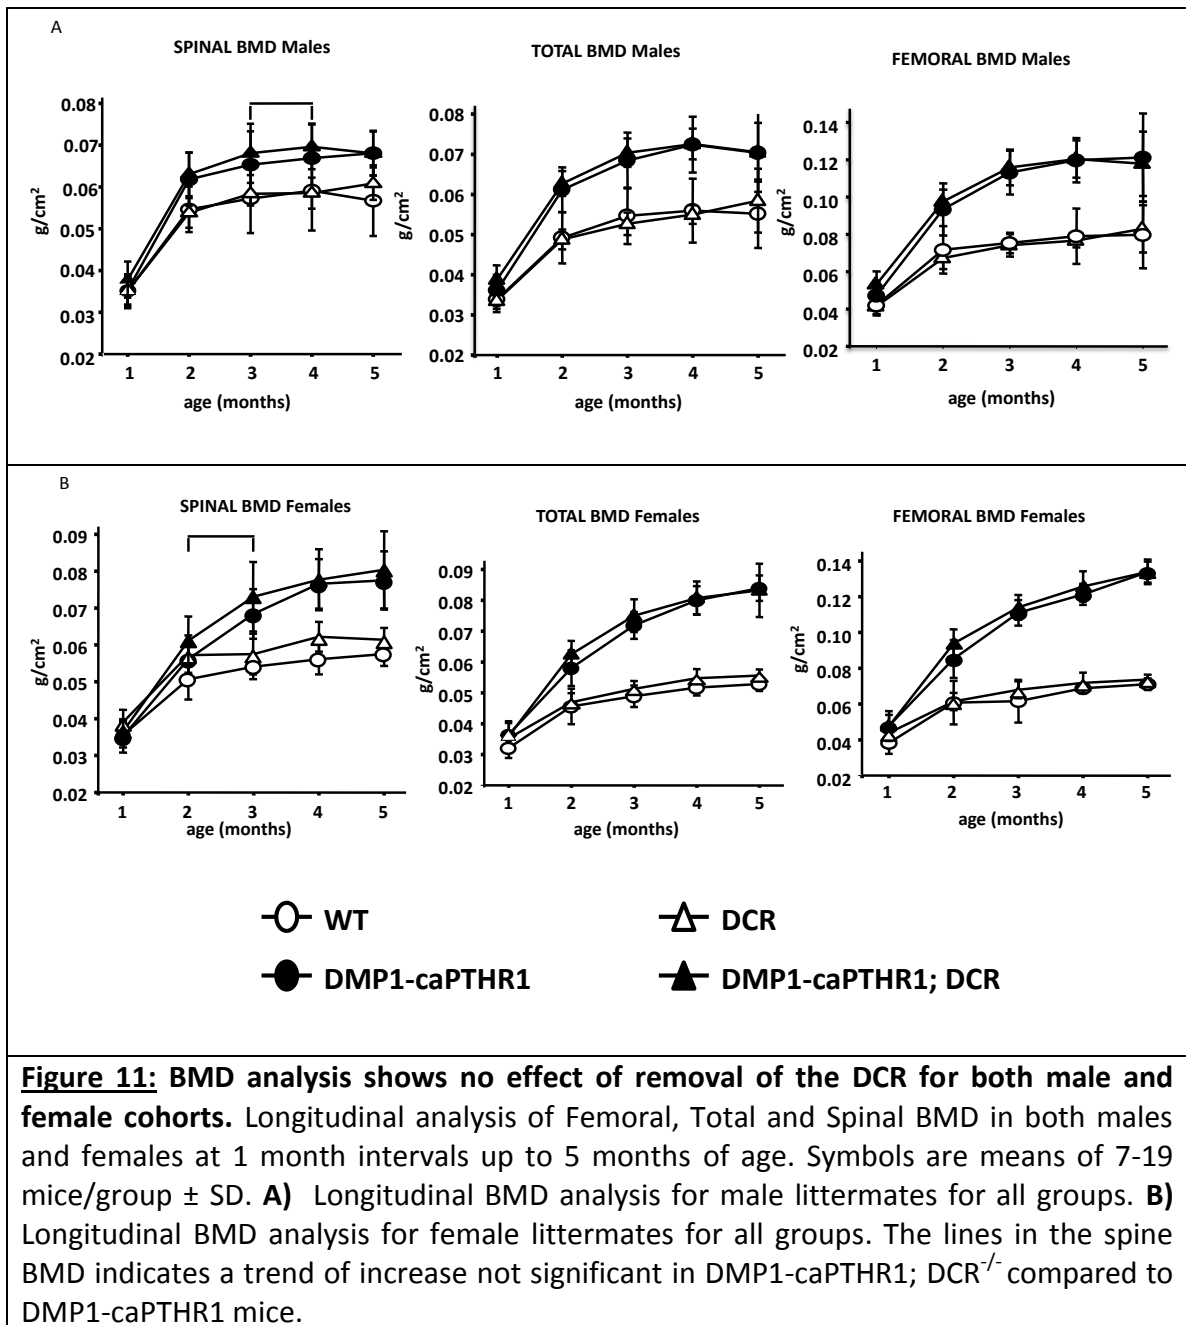 A
SPINAL BMD Males
TOTAL BMD Males
FEMORAL BMD Males
g/cm²
0.08
0.07
0.06
0.05
0.04
0.03
0.02
1 2 3 4 5
age (months)
g/cm²
0.08
0.07
0.06
0.05
0.04
0.03
0.02
1 2 3 4 5
age (months)
g/cm²
0.14
0.12
0.10
0.08
0.06
0.04
0.02
1 2 3 4 5
age (months)
B
SPINAL BMD Females
TOTAL BMD Females
FEMORAL BMD Females
g/cm²
0.09
0.08
0.07
0.06
0.05
0.04
0.03
0.02
1 2 3 4 5
age (months)
g/cm²
0.09
0.08
0.07
0.06
0.05
0.04
0.03
0.02
1 2 3 4 5
age (months)
g/cm²
0.14
0.12
0.10
0.08
0.06
0.04
0.02
1 2 3 4 5
age (months)
WT
DCR
DMP1-caPTHR1
DMP1-caPTHR1; DCR
Figure 11: BMD analysis shows no effect of removal of the DCR for both male and
female cohorts. Longitudinal analysis of Femoral, Total and Spinal BMD in both males
and females at 1 month intervals up to 5 months of age. Symbols are means of 7-19
mice/group ± SD. A) Longitudinal BMD analysis for male littermates for all groups. B)
Longitudinal BMD analysis for female littermates for all groups. The lines in the spine
BMD indicates a trend of increase not significant in DMP1-caPTHR1; DCR⁻/⁻ compared to
DMP1-caPTHR1 mice.